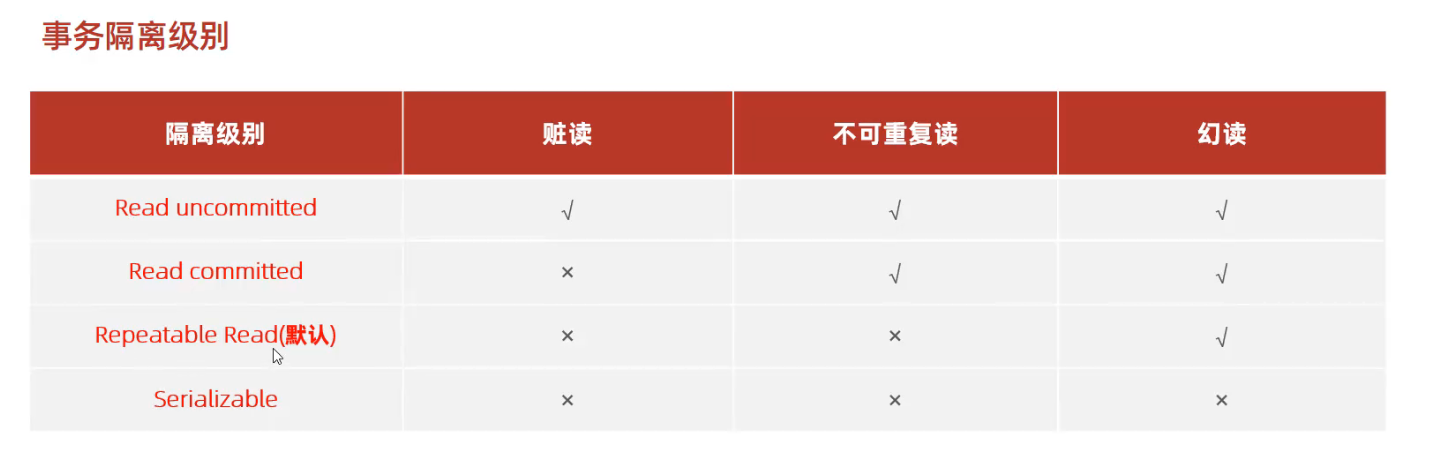 事务隔离级别
隔离级别 脏读 不可重复读 幻读
Read uncommitted √ √ √
Read committed × √ √
Repeatable Read(默认) × × √
Serializable × × ×